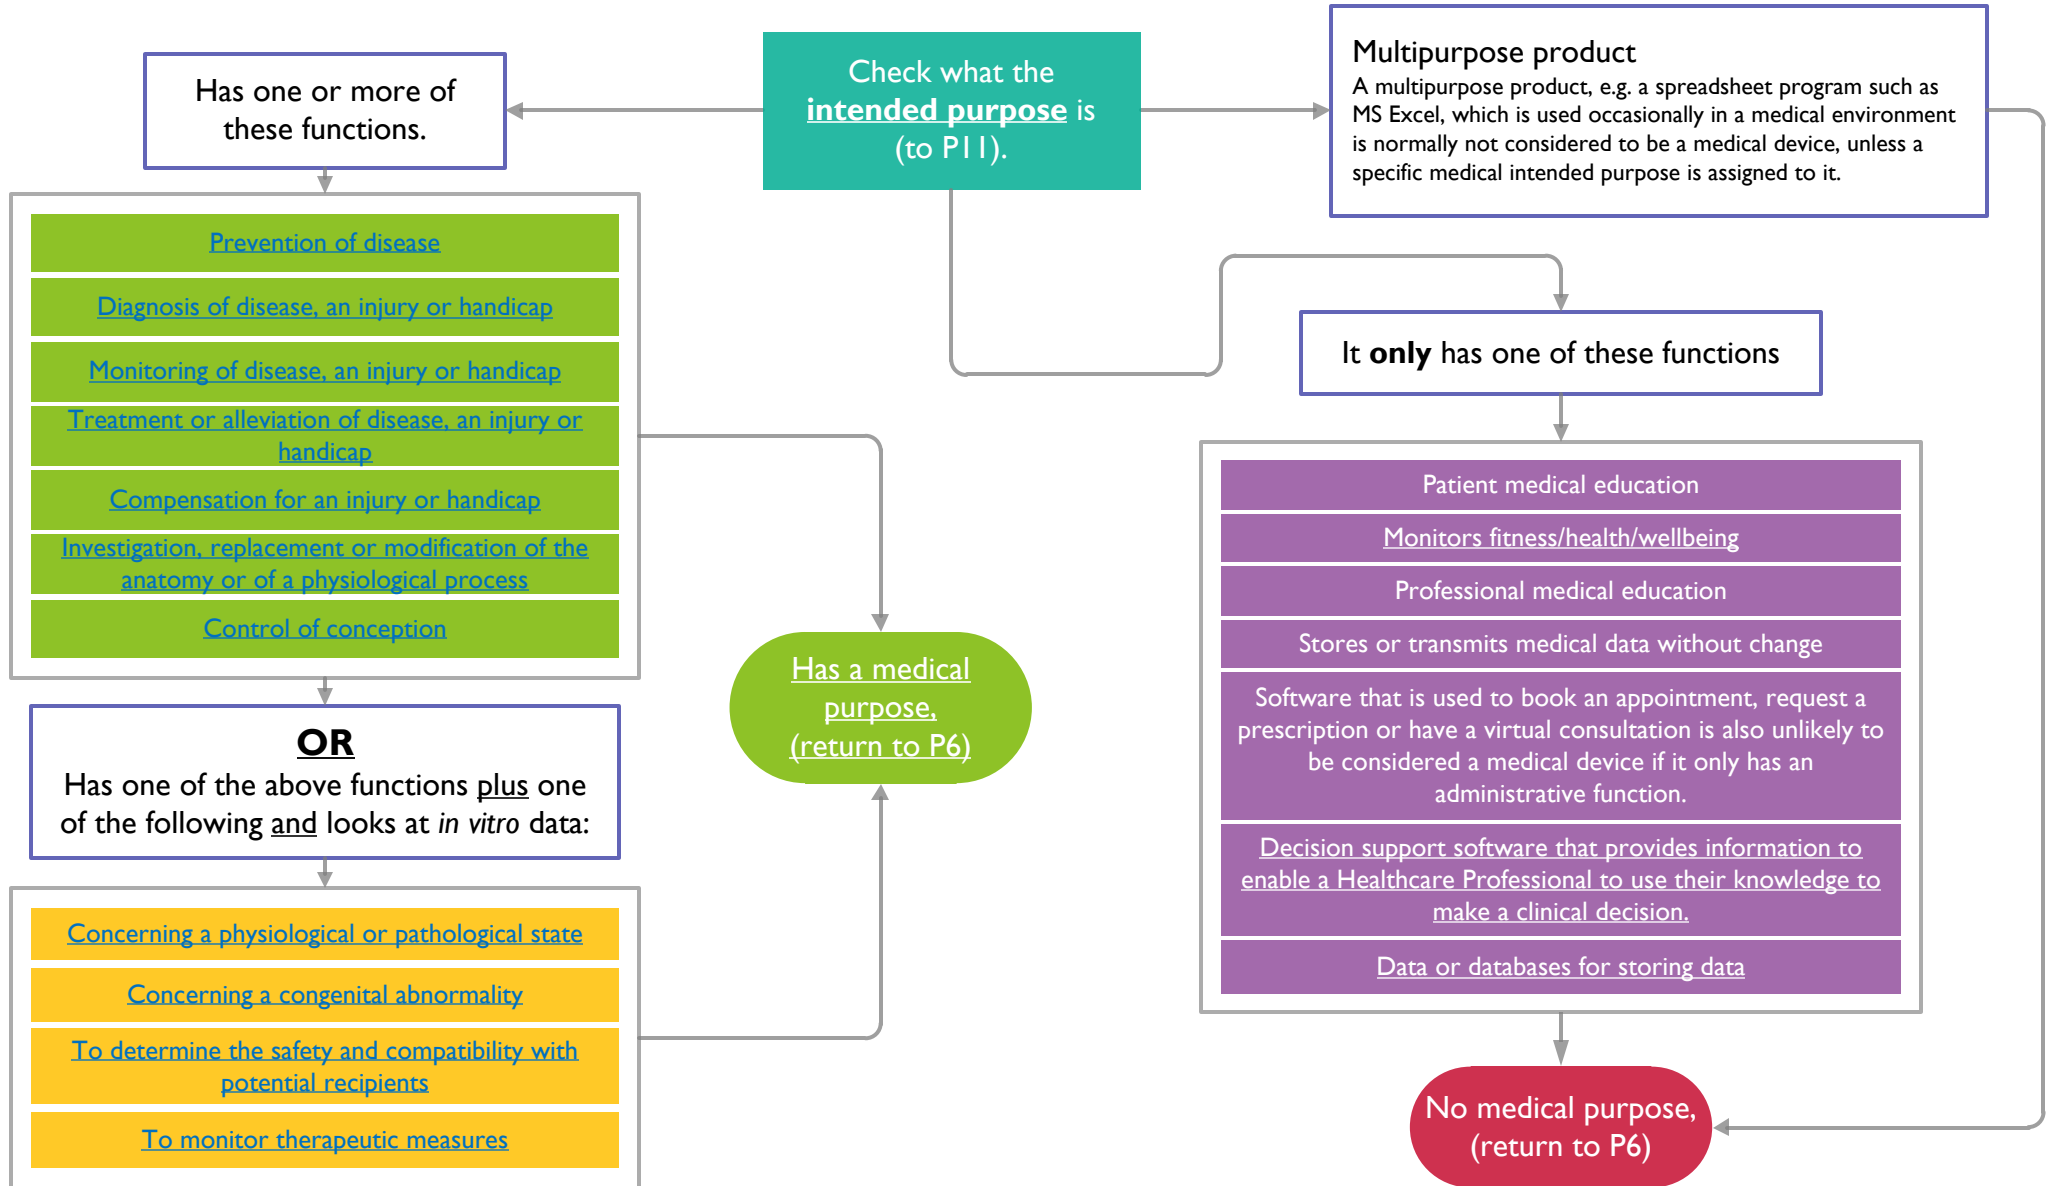 Check what the
intended purpose is
(to P11).
Has one or more of
these functions.
Prevention of disease
Diagnosis of disease, an injury or handicap
Monitoring of disease, an injury or handicap
Treatment or alleviation of disease, an injury or
handicap
Compensation for an injury or handicap
Investigation, replacement or modification of the
anatomy or of a physiological process
Control of conception
OR
Has one of the above functions plus one
of the following and looks at in vitro data:
Concerning a physiological or pathological state
Concerning a congenital abnormality
To determine the safety and compatibility with
potential recipients
To monitor therapeutic measures
Has a medical
purpose,
(return to P6)
Multipurpose product
A multipurpose product, e.g. a spreadsheet program such as
MS Excel, which is used occasionally in a medical environment
is normally not considered to be a medical device, unless a
specific medical intended purpose is assigned to it.
It only has one of these functions
Patient medical education
Monitors fitness/health/wellbeing
Professional medical education
Stores or transmits medical data without change
Software that is used to book an appointment, request a
prescription or have a virtual consultation is also unlikely to
be considered a medical device if it only has an
administrative function.
Decision support software that provides information to
enable a Healthcare Professional to use their knowledge to
make a clinical decision.
Data or databases for storing data
No medical purpose,
(return to P6)